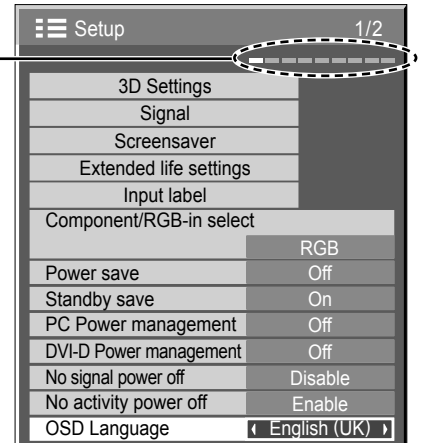 Setup 1/2
3D Settings
Signal
Screensaver
Extended life settings
Input label
Component/RGB-in select
RGB
Power save Off
Standby save On
PC Power management Off
DVI-D Power management Off
No signal power off Disable
No activity power off Enable
OSD Language English (UK)